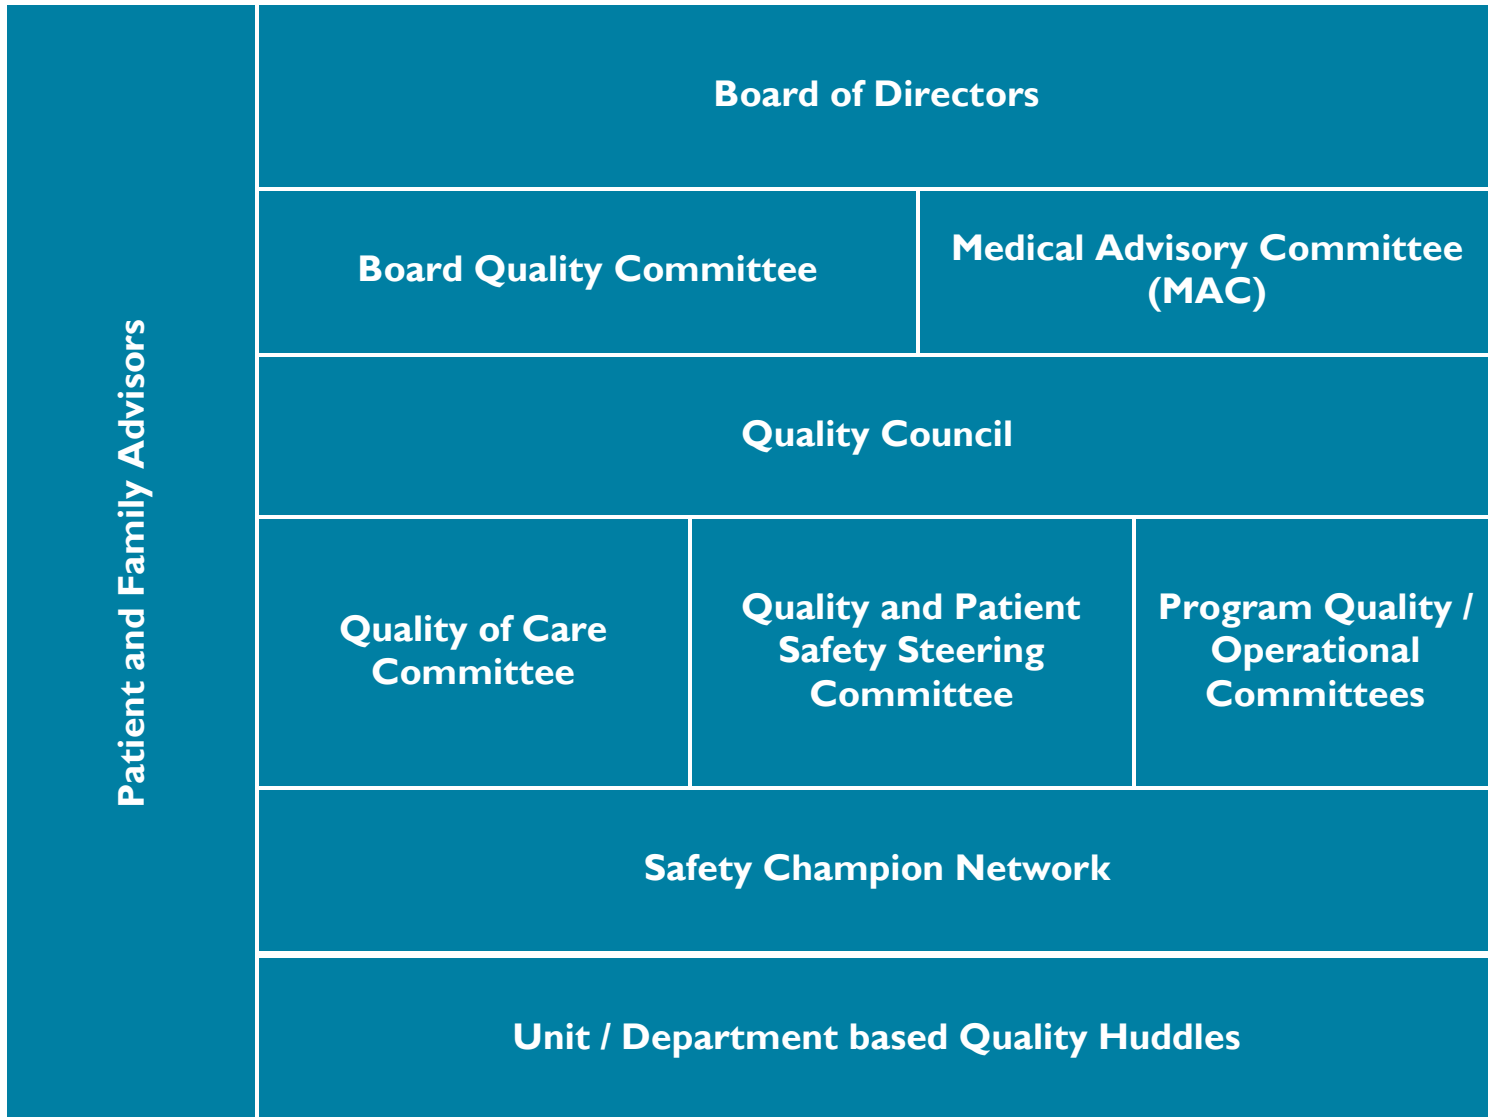 Patient and Family Advisors
Board of Directors
Board Quality Committee
Medical Advisory Committee
(MAC)
Quality Council
Quality of Care
Committee
Quality and Patient
Safety Steering
Committee
Program Quality /
Operational
Committees
Safety Champion Network
Unit / Department based Quality Huddles